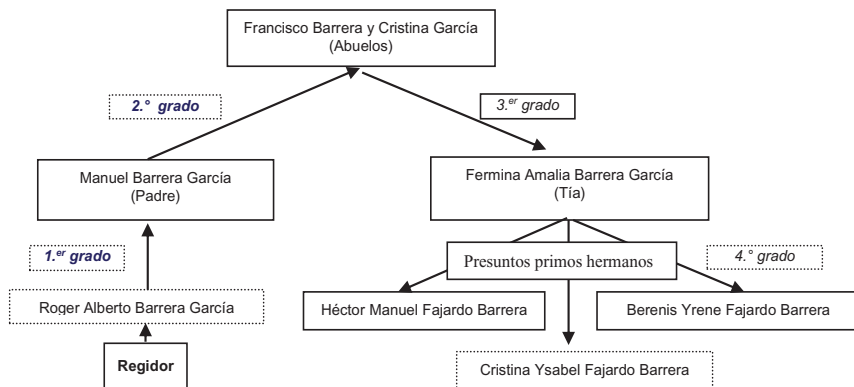 Francisco Barrera y Cristina García
(Abuelos)
2.° grado
3.er grado
Manuel Barrera García
(Padre)
Fermina Amalia Barrera García
(Tía)
1.er grado
Presuntos primos hermanos
4.° grado
Roger Alberto Barrera García
Héctor Manuel Fajardo Barrera
Berenis Yrene Fajardo Barrera
Regidor
Cristina Ysabel Fajardo Barrera